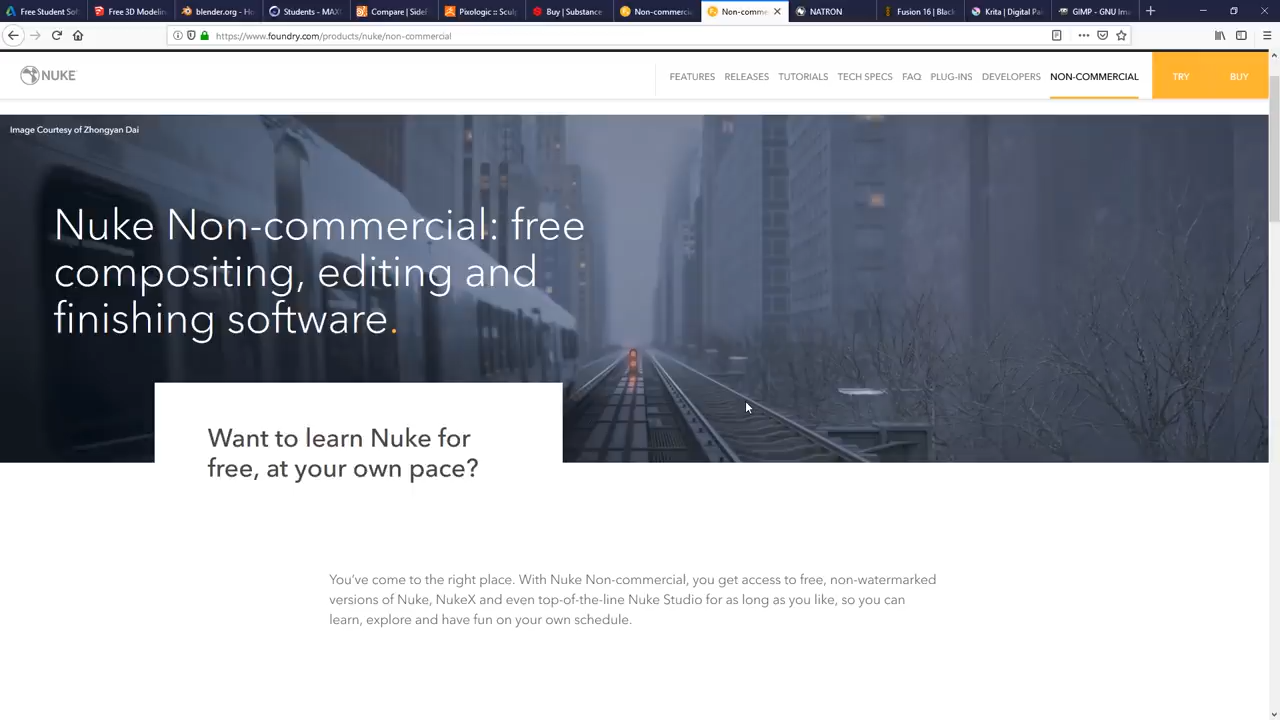 Free Student Sof
Free 3D Modelin
blender.org - Ho
Students - MAX
Compare | SideF
Pixologic :: Sculp
Buy | Substance
Non-commercia
Non-comme
NATRON
Fusion 16 | Black
Krita | Digital Pai
GIMP - GNU Ima
https://www.foundry.com/products/nuke/non-commercial
NUKE
FEATURES RELEASES TUTORIALS TECH SPECS FAQ PLUG-INS DEVELOPERS NON-COMMERCIAL TRY BUY
Image Courtesy of Zhongyan Dai
Nuke Non-commercial: free
compositing, editing and
finishing software.
Want to learn Nuke for
free, at your own pace?
You've come to the right place. With Nuke Non-commercial, you get access to free, non-watermarked
versions of Nuke, NukeX and even top-of-the-line Nuke Studio for as long as you like, so you can
learn, explore and have fun on your own schedule.